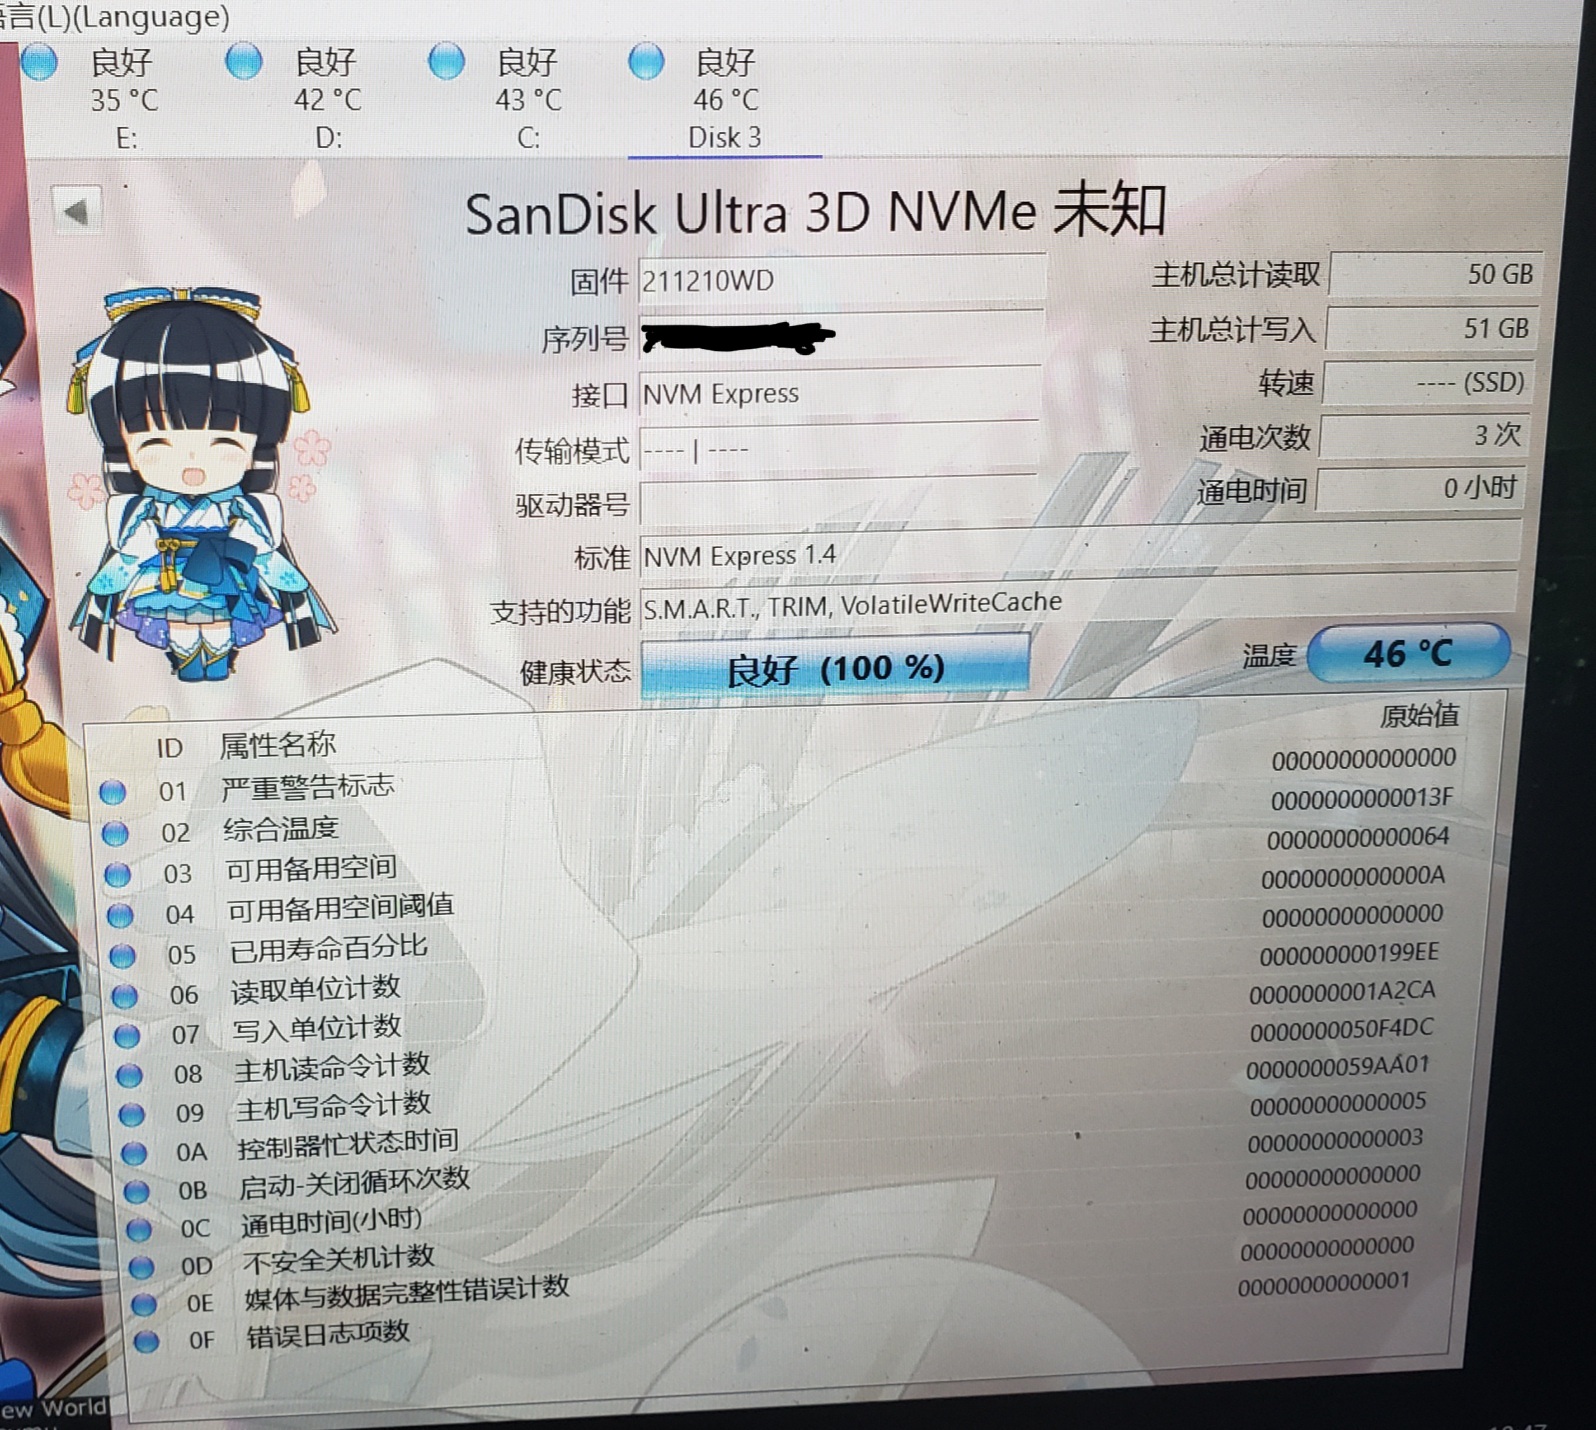 语言(L)(Language)
良好 良好 良好 良好
35 °C 42 °C 43 °C 46 °C
E: D: C: Disk 3
SanDisk Ultra 3D NVMe 未知
固件 211210WD 主机总计读取 50 GB
序列号 主机总计写入 51 GB
接口 NVM Express 转速 ---- (SSD)
传输模式 ---- | ---- 通电次数 3 次
驱动器号 通电时间 0 小时
标准 NVM Express 1.4
支持的功能 S.M.A.R.T., TRIM, VolatileWriteCache
健康状态 良好 (100 %) 温度 46 °C
ID 属性名称 原始值
01 严重警告标志 00000000000000
02 综合温度 0000000000013F
03 可用备用空间 00000000000064
04 可用备用空间阈值 0000000000000A
05 已用寿命百分比 00000000000000
06 读取单位计数 000000000199EE
07 写入单位计数 0000000001A2CA
08 主机读命令计数 0000000050F4DC
09 主机写命令计数 0000000059AA01
0A 控制器忙状态时间 00000000000005
0B 启动-关闭循环次数 00000000000003
0C 通电时间(小时) 00000000000000
0D 不安全关机计数 00000000000000
0E 媒体与数据完整性错误计数 00000000000000
0F 错误日志项数 00000000000001
ew World